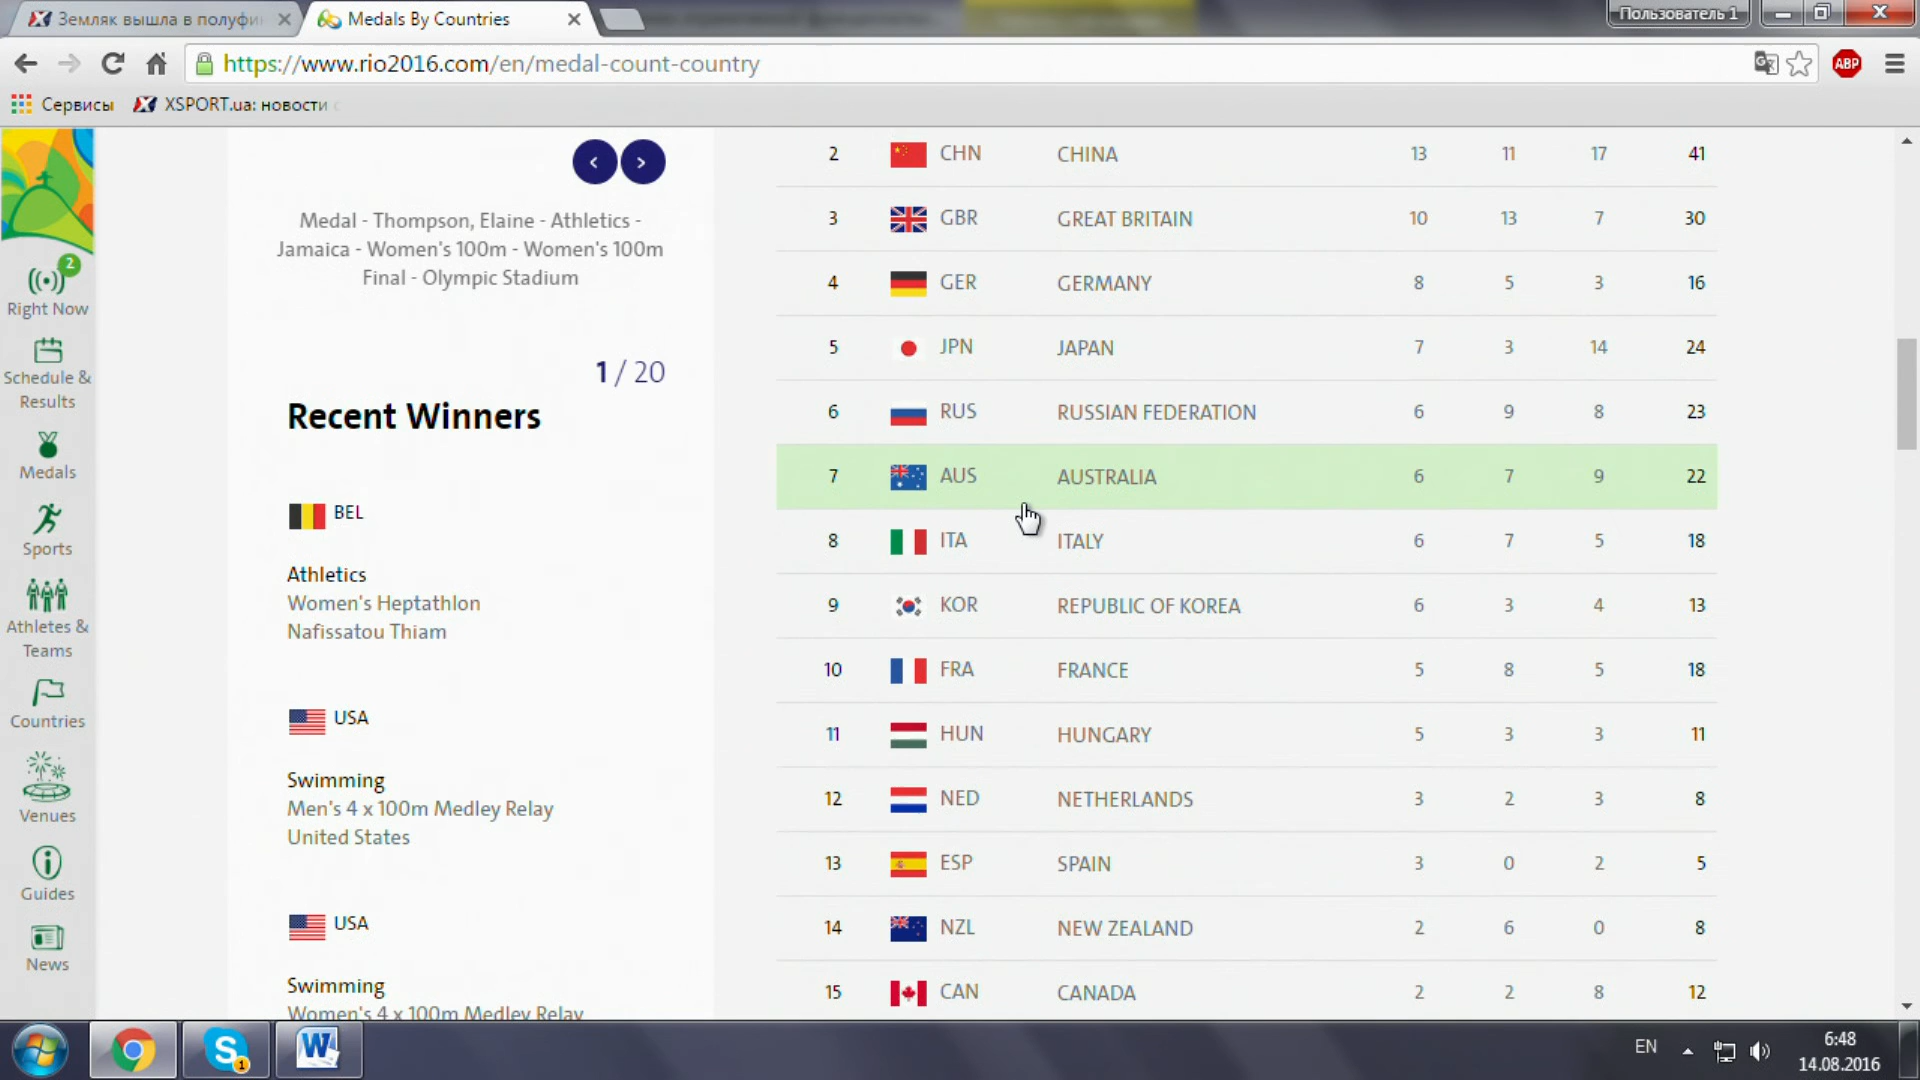 Земляк вышла в полуфи
Medals By Countries
Пользователь 1
https://www.rio2016.com/en/medal-count-country
ABP
Сервисы
XSPORT.ua: новости
2
Right Now
Schedule &
Results
Medals
Sports
Athletes &
Teams
Countries
Venues
Guides
News
Medal - Thompson, Elaine - Athletics -
Jamaica - Women's 100m - Women's 100m
Final - Olympic Stadium
1 / 20
Recent Winners
BEL
Athletics
Women's Heptathlon
Nafissatou Thiam
USA
Swimming
Men's 4 x 100m Medley Relay
United States
USA
Swimming
Women's 4 x 100m Medley Relay
2 CHN CHINA 13 11 17 41
3 GBR GREAT BRITAIN 10 13 7 30
4 GER GERMANY 8 5 3 16
5 JPN JAPAN 7 3 14 24
6 RUS RUSSIAN FEDERATION 6 9 8 23
7 AUS AUSTRALIA 6 7 9 22
8 ITA ITALY 6 7 5 18
9 KOR REPUBLIC OF KOREA 6 3 4 13
10 FRA FRANCE 5 8 5 18
11 HUN HUNGARY 5 3 3 11
12 NED NETHERLANDS 3 2 3 8
13 ESP SPAIN 3 0 2 5
14 NZL NEW ZEALAND 2 6 0 8
15 CAN CANADA 2 2 8 12
S
1
W
EN
6:48
14.08.2016